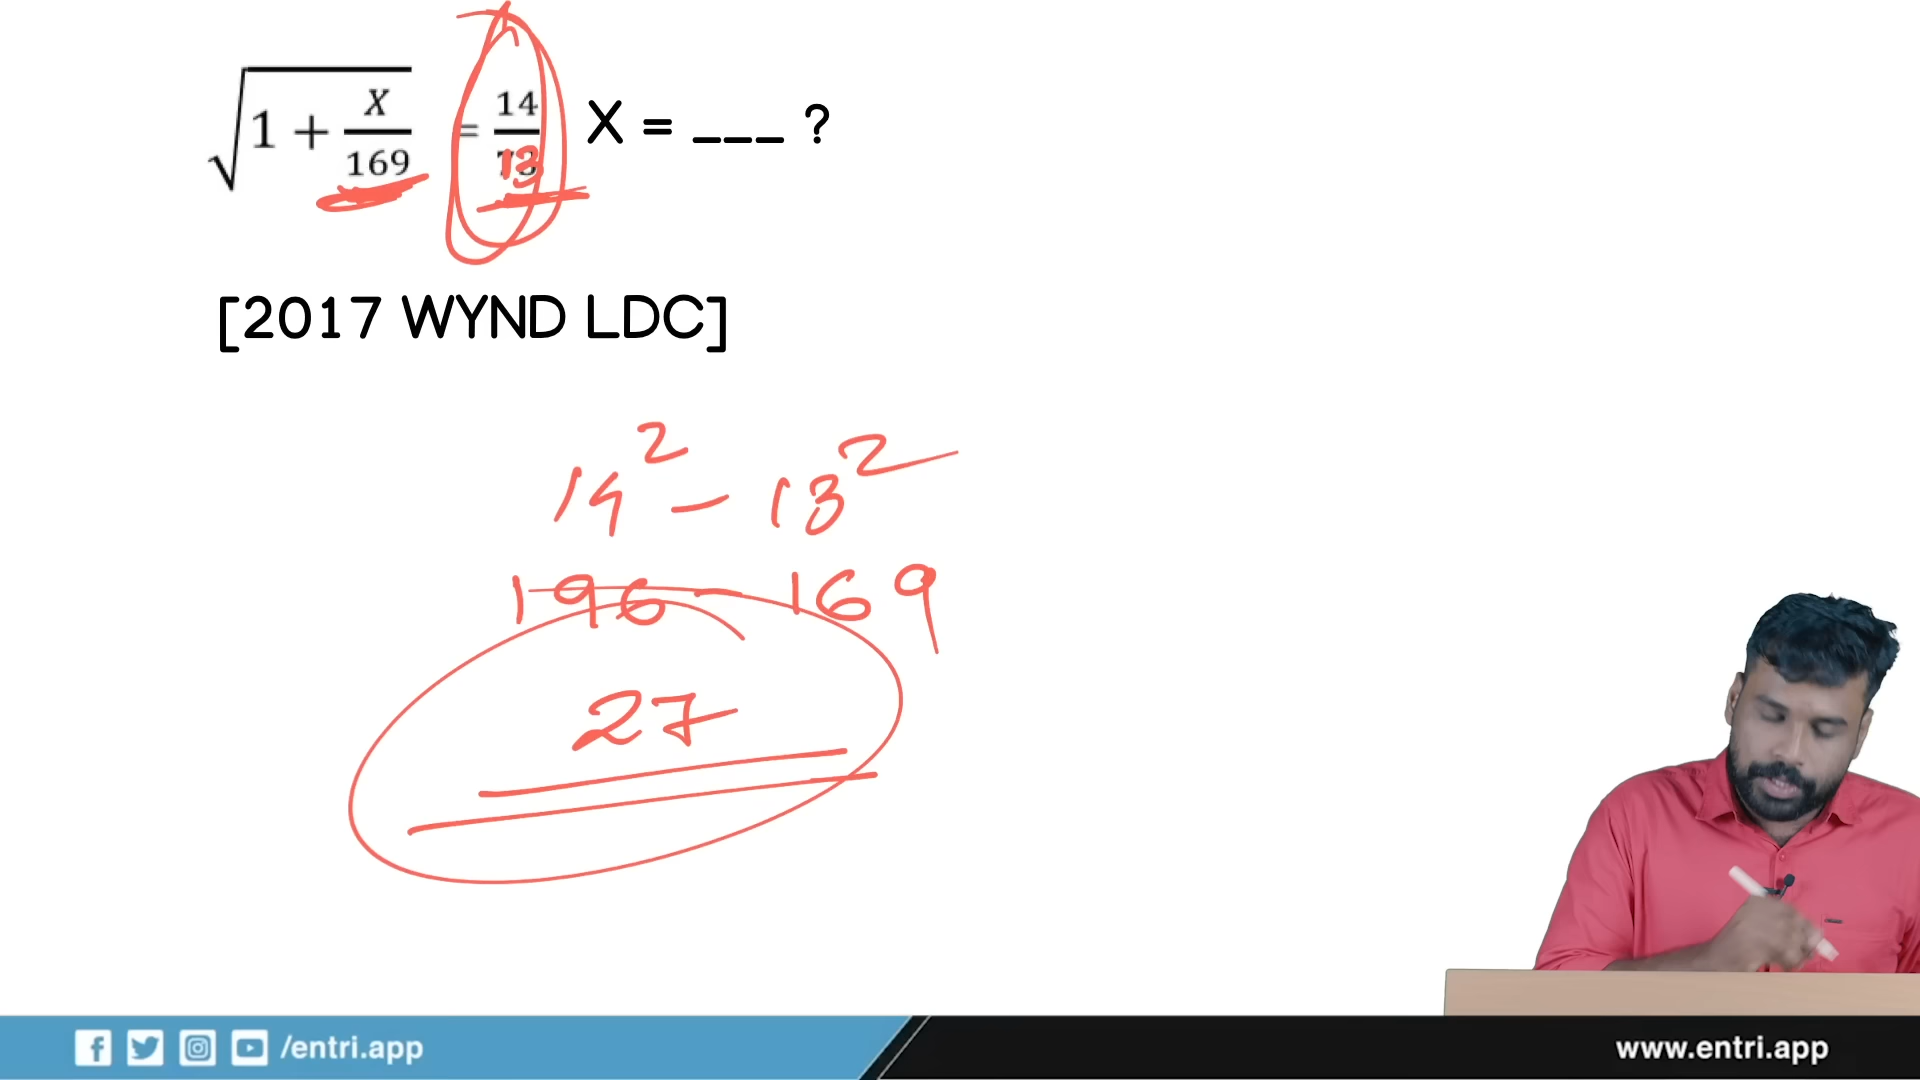 √1 + X/169 = 14/13 X = ___ ?
[2017 WYND LDC]
14² - 13²
196 - 169
27
/entri.app
www.entri.app